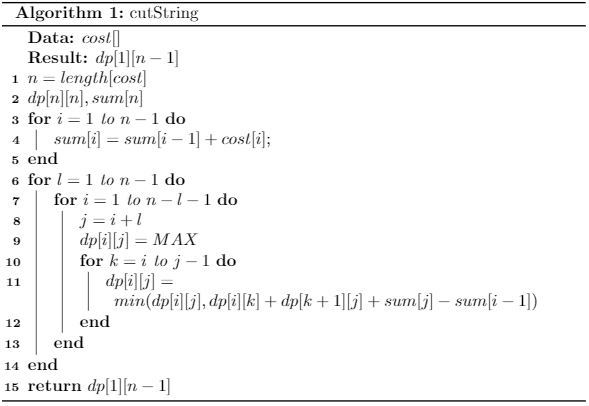 Algorithm 1: cutString
Data: cost[]
Result: dp[1][n − 1]
1 n = length[cost]
2 dp[n][n], sum[n]
3 for i = 1 to n − 1 do
4 sum[i] = sum[i − 1] + cost[i];
5 end
6 for l = 1 to n − 1 do
7 for i = 1 to n − l − 1 do
8 j = i + l
9 dp[i][j] = MAX
10 for k = i to j − 1 do
11 dp[i][j] =
min(dp[i][j], dp[i][k] + dp[k + 1][j] + sum[j] − sum[i − 1])
12 end
13 end
14 end
15 return dp[1][n − 1]